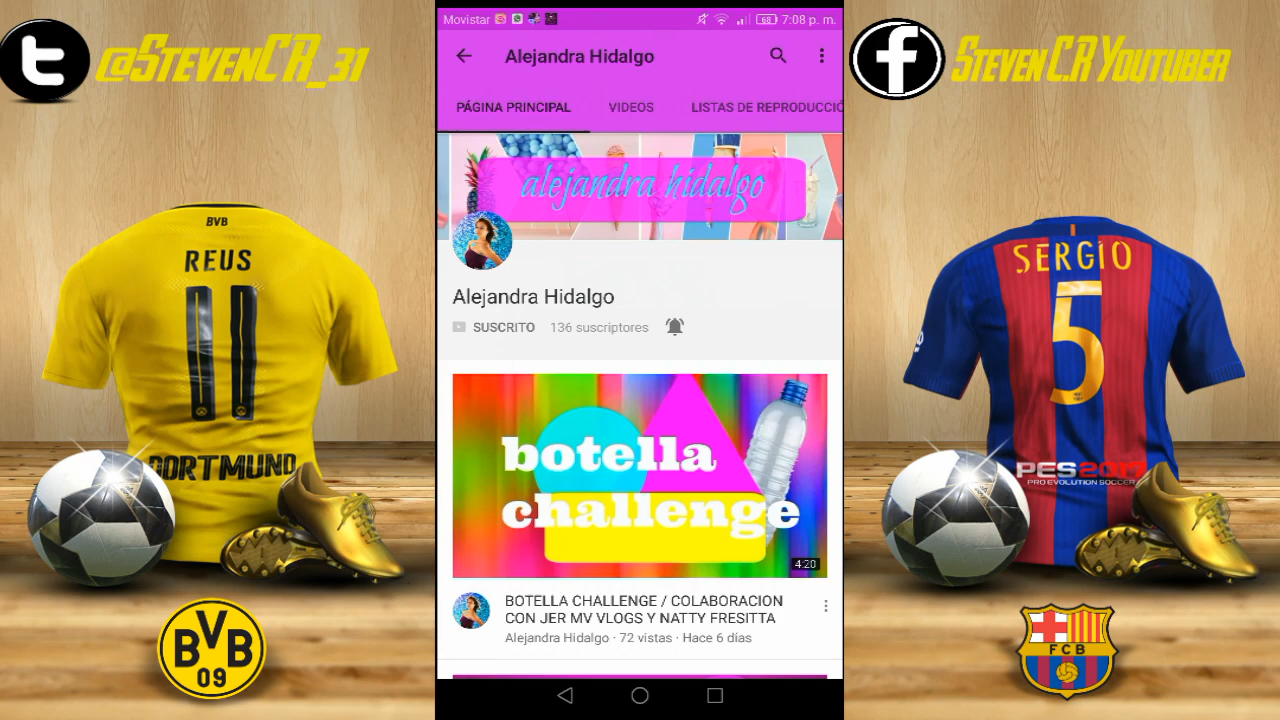 @StevenCR_31
BVB
REUS
11
DORTMUND
BVB
09
Movistar
68
7:08 p. m.
Alejandra Hidalgo
PÁGINA PRINCIPAL
VIDEOS
LISTAS DE REPRODUCCIÓ
alejandra hidalgo
Alejandra Hidalgo
SUSCRITO 136 suscriptores
botella
challenge
4:20
BOTELLA CHALLENGE / COLABORACION
CON JER MV VLOGS Y NATTY FRESITTA
Alejandra Hidalgo · 72 vistas · Hace 6 días
Steven C.R Youtuber
SERGIO
5
PES2017
PRO EVOLUTION SOCCER
FCB